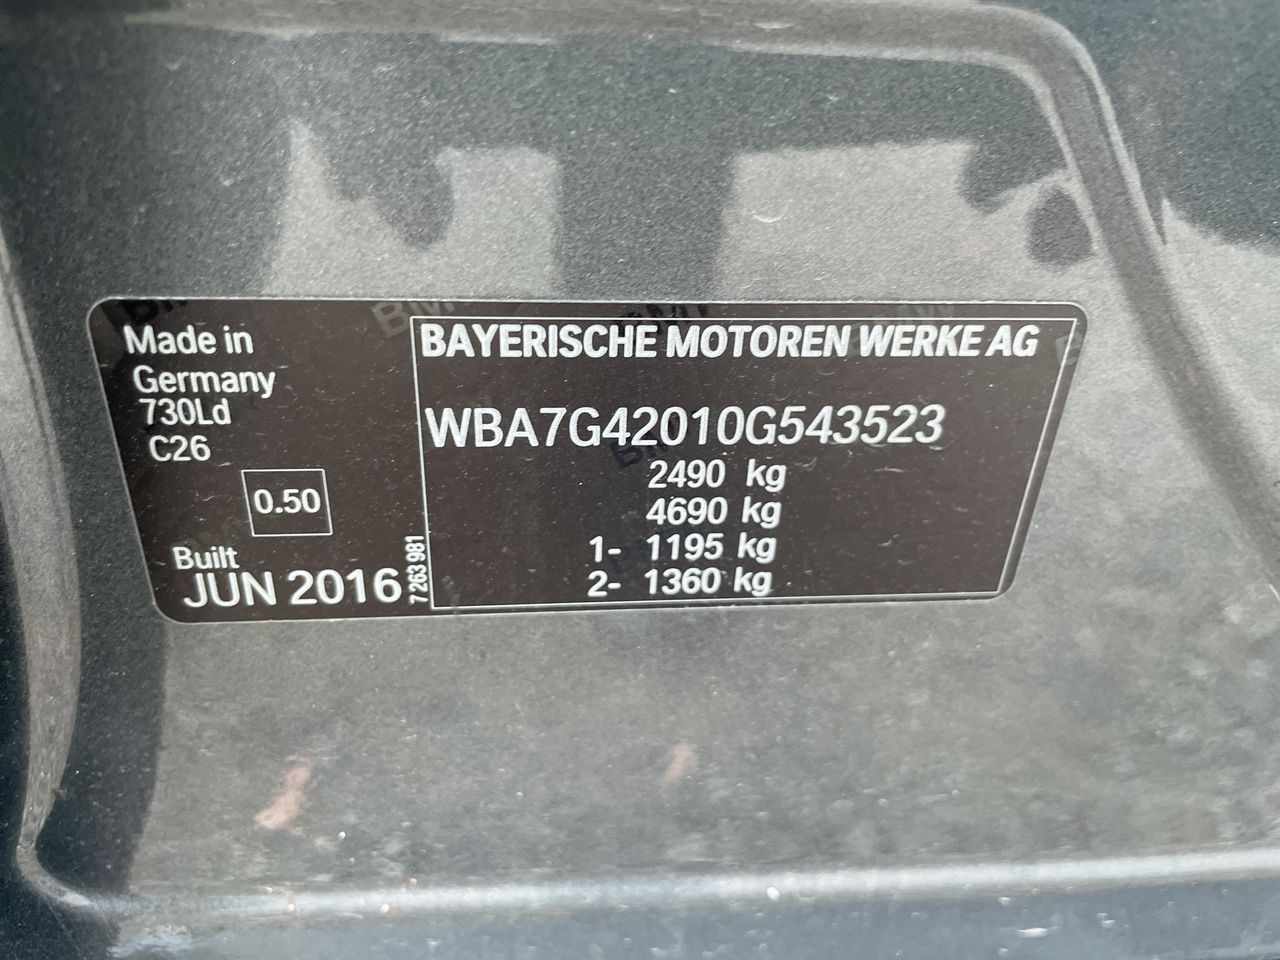 Made in
Germany
730Ld
C26
0.50
Built
JUN 2016
7 263 981
BAYERISCHE MOTOREN WERKE AG
WBA7G42010G543523
2490 kg
4690 kg
1- 1195 kg
2- 1360 kg